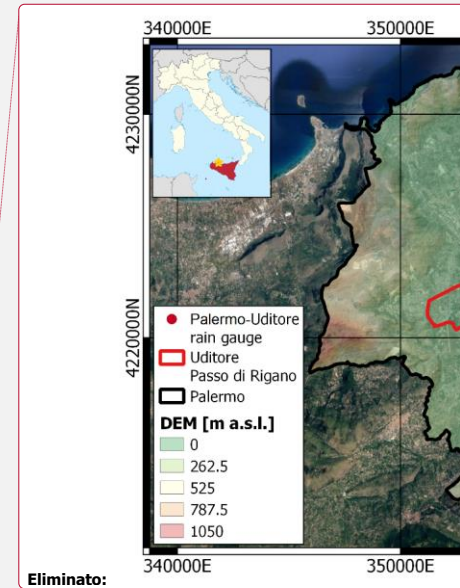 340000E 350000E
4230000N
4220000N
Palermo-Uditore
rain gauge
Uditore
Passo di Rigano
Palermo
DEM [m a.s.l.]
0
262.5
525
787.5
1050
340000E 350000E
Eliminato: